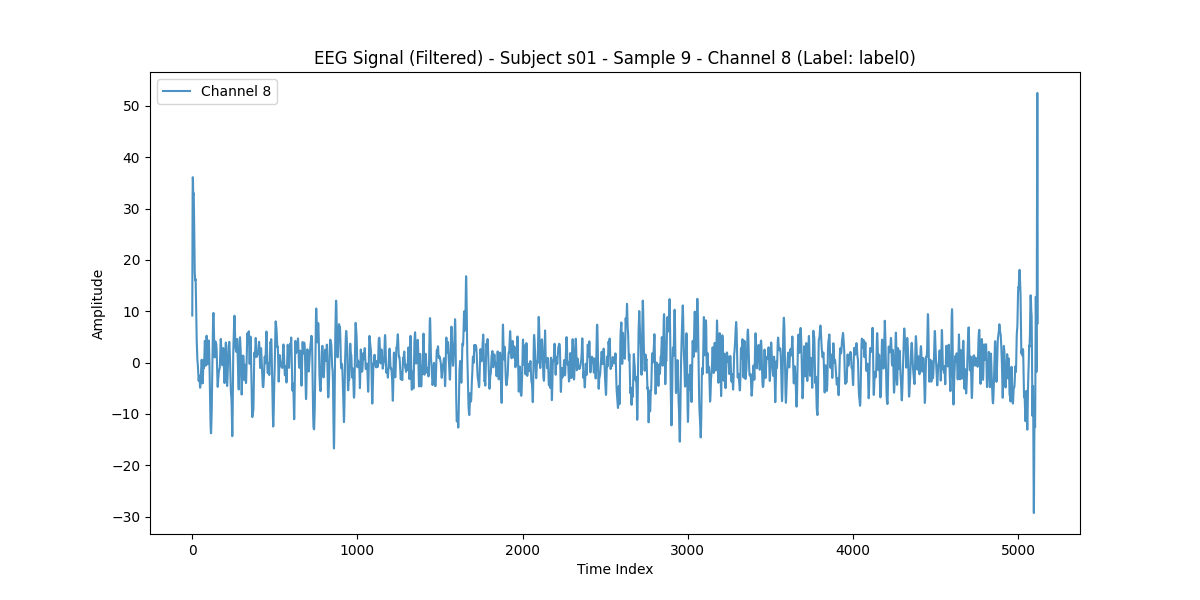 EEG Signal (Filtered) - Subject s01 - Sample 9 - Channel 8 (Label: label0)
Channel 8
50
40
30
20
10
0
−10
−20
−30
Amplitude
0 1000 2000 3000 4000 5000
Time Index